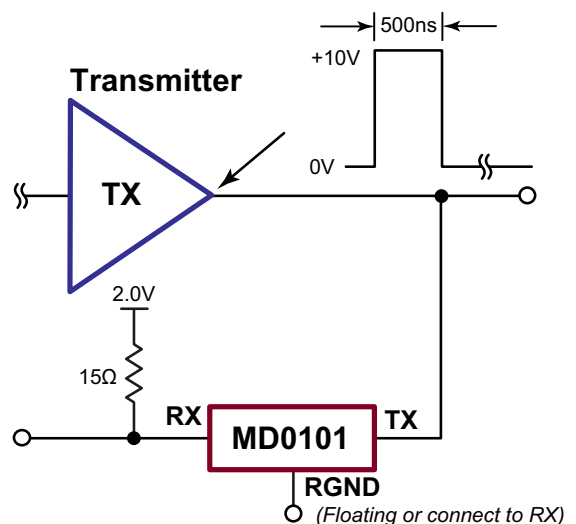 500ns
+10V
Transmitter
0V
TX
2.0V
15Ω
RX
MD0101
TX
RGND
(Floating or connect to RX)